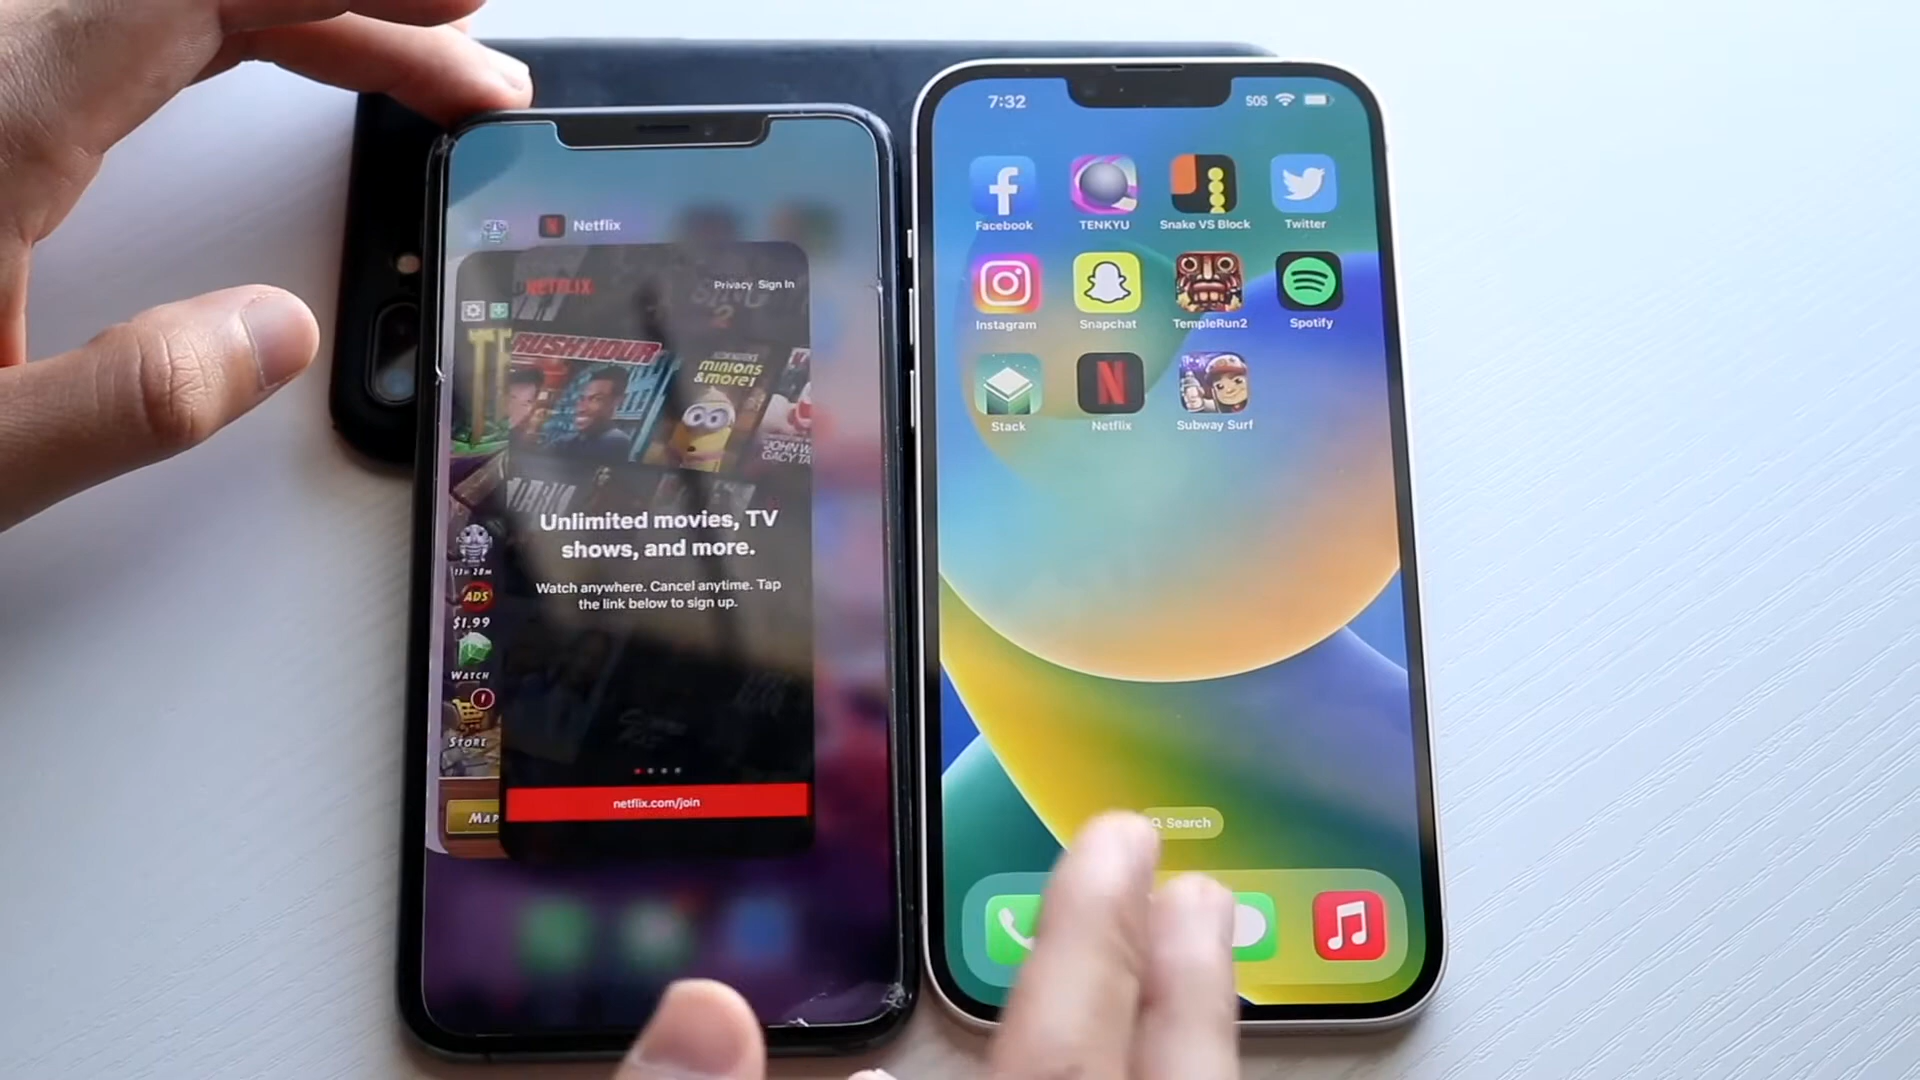 Netflix
NETFLIX
Privacy Sign In
RUSH HOUR
MINIONS
& MORE!
JOHN
Unlimited movies, TV
shows, and more.
Watch anywhere. Cancel anytime. Tap
the link below to sign up.
netflix.com/join
ADS
$1.99
WATCH
STORE
MAP
7:32
SOS
Facebook
TENKYU
Snake VS Block
Twitter
Instagram
Snapchat
TempleRun2
Spotify
Stack
N
Netflix
Subway Surf
Search